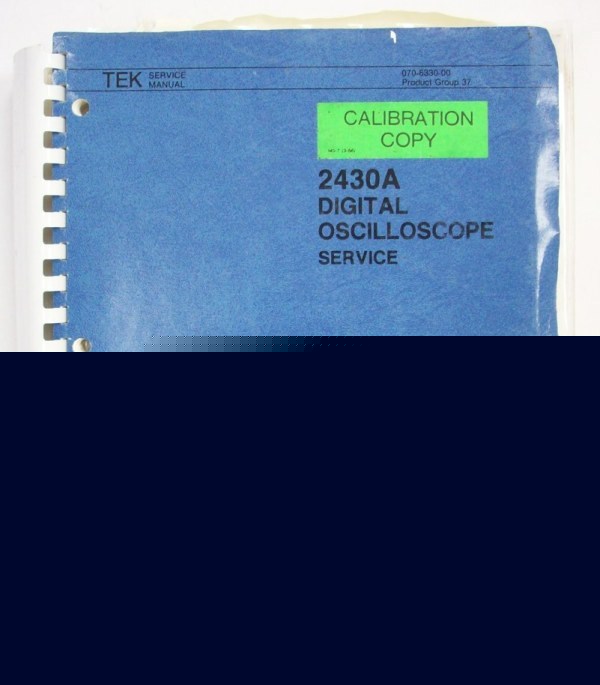 TEK SERVICE MANUAL
070-6330-00
Product Group 37
CALIBRATION
COPY
2430A
DIGITAL
OSCILLOSCOPE
SERVICE